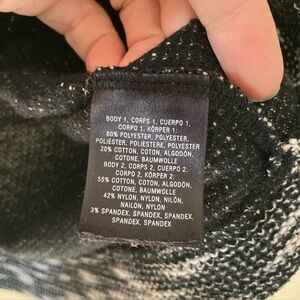 BODY 1, CORPS 1, CUERPO 1,
CORPO 1, KÖRPER 1:
80% POLYESTER, POLYESTER,
POLIÉSTER, POLIESTERE, POLYESTER
20% COTTON, COTON, ALGODÓN,
COTONE, BAUMWOLLE
BODY 2, CORPS 2, CUERPO 2,
CORPO 2, KÖRPER 2:
55% COTTON, COTON, ALGODÓN,
COTONE, BAUMWOLLE
42% NYLON, NYLON, NILÓN,
NAILON, NYLON
3% SPANDEX, SPANDEX, SPANDEX,
SPANDEX, SPANDEX